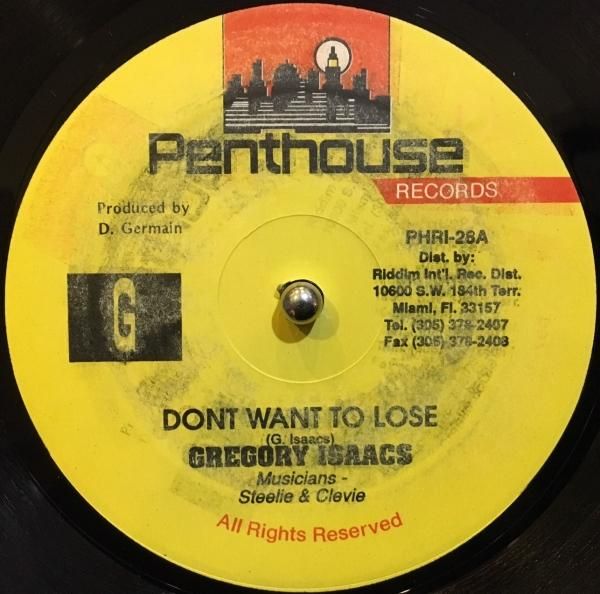 Penthouse
RECORDS
Produced by
D. Germain
G
PHRI-28A
Dist. by:
Riddim Int'l. Rec. Dist.
10600 S.W. 184th Terr.
Miami, Fl. 33157
Tel. (305) 378-2407
Fax (305) 378-2408
DONT WANT TO LOSE
(G. Isaacs)
GREGORY ISAACS
Musicians -
Steelie & Clevie
All Rights Reserved